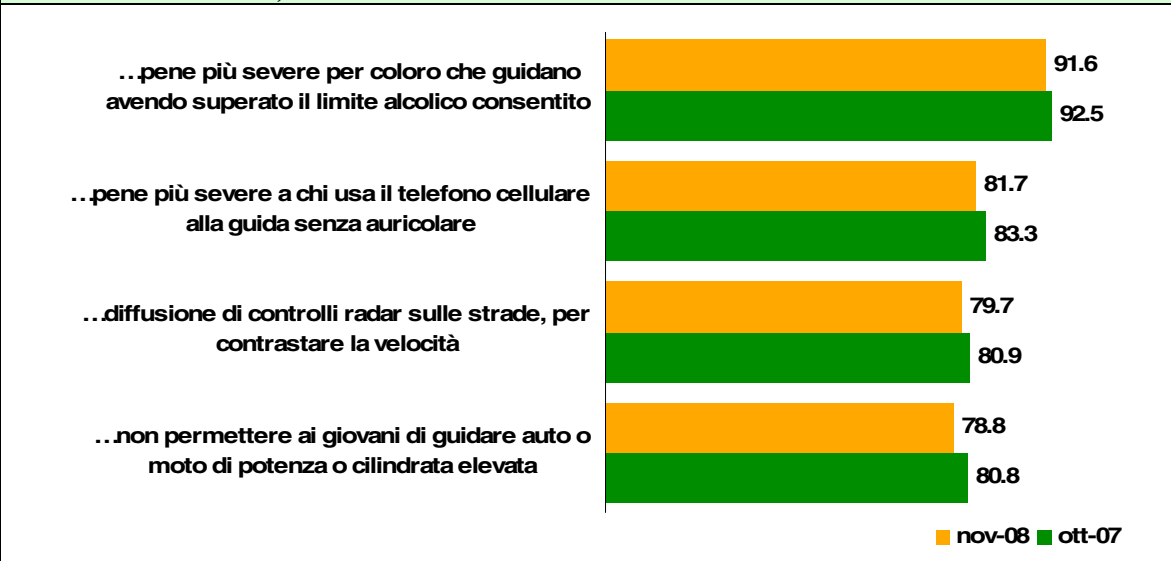 …pene più severe per coloro che guidano
avendo superato il limite alcolico consentito
91.6
92.5
…pene più severe a chi usa il telefono cellulare
alla guida senza auricolare
81.7
83.3
…diffusione di controlli radar sulle strade, per
contrastare la velocità
79.7
80.9
…non permettere ai giovani di guidare auto o
moto di potenza o cilindrata elevata
78.8
80.8
nov-08 ott-07